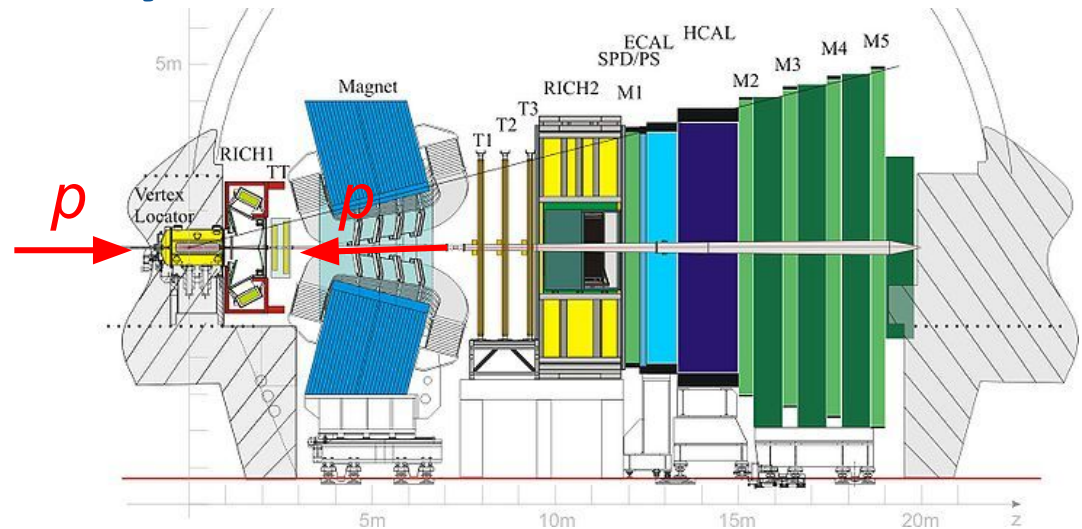 HCAL
ECAL
SPD/PS
M5
M4
M3
M2
5m
Magnet
RICH2
M1
T3
T2
T1
RICH1
TT
Vertex
Locator
p
p
5m
10m
15m
20m
z